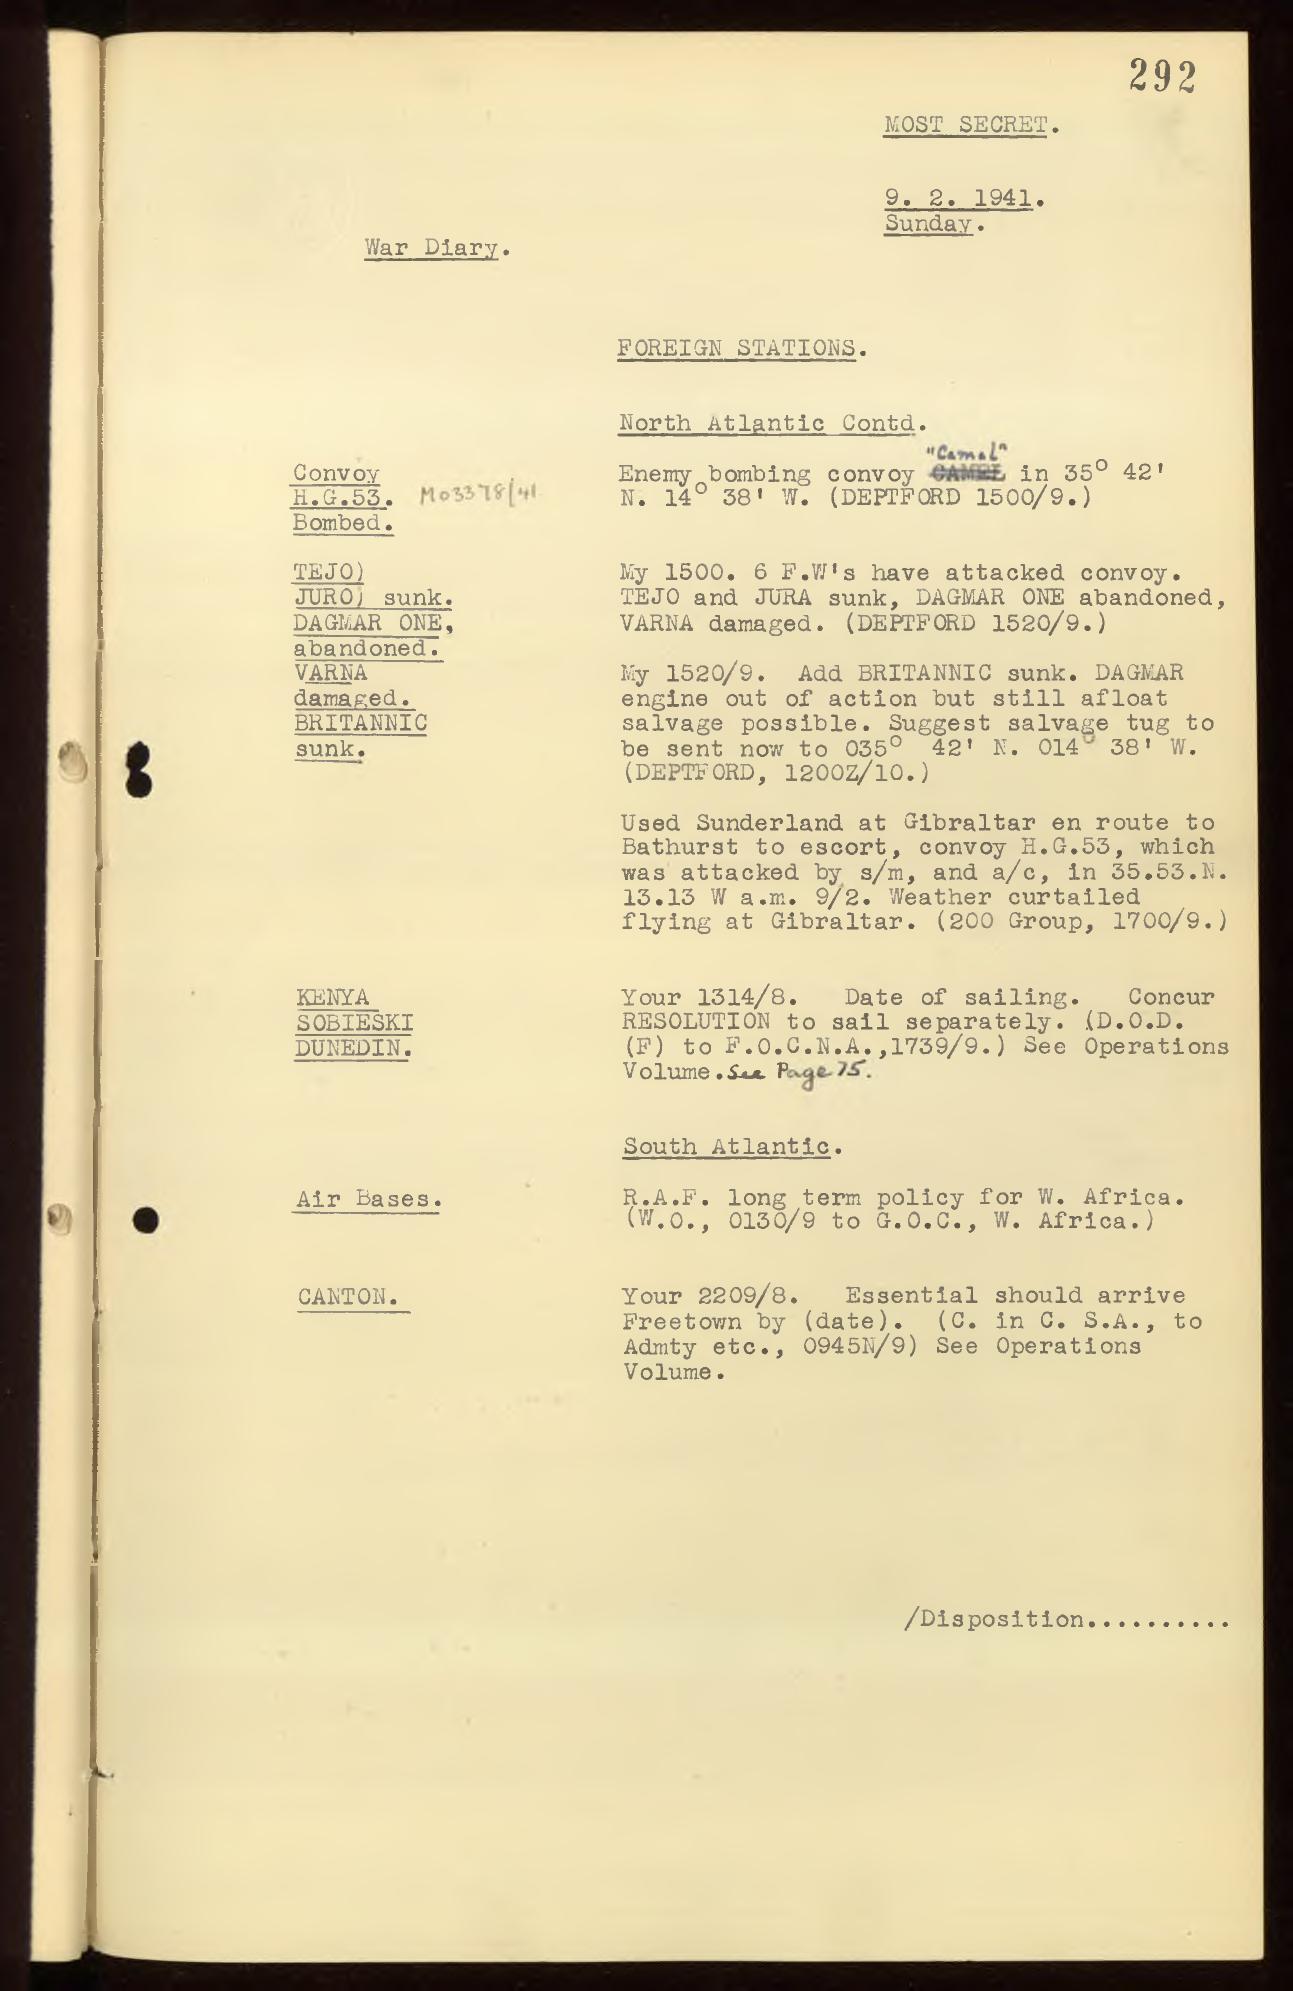 292
MOST SECRET.
9. 2. 1941.
Sunday.
War Diary.
FOREIGN STATIONS.
North Atlantic Contd.
Convoy
H.G.53. M03378/41
Bombed.
"Camel"
Enemy bombing convoy CAMEL in 35° 42'
N. 14° 38' W. (DEPTFORD 1500/9.)
TEJO)
JURO) sunk.
DAGMAR ONE,
abandoned.
VARNA
damaged.
BRITANNIC
sunk.
My 1500. 6 F.W's have attacked convoy.
TEJO and JURA sunk, DAGMAR ONE abandoned,
VARNA damaged. (DEPTFORD 1520/9.)
My 1520/9. Add BRITANNIC sunk. DAGMAR
engine out of action but still afloat
salvage possible. Suggest salvage tug to
be sent now to 035° 42' N. 014° 38' W.
(DEPTFORD, 1200Z/10.)
Used Sunderland at Gibraltar en route to
Bathurst to escort, convoy H.G.53, which
was attacked by s/m, and a/c, in 35.53.N.
13.13 W a.m. 9/2. Weather curtailed
flying at Gibraltar. (200 Group, 1700/9.)
KENYA
SOBIESKI
DUNEDIN.
Your 1314/8. Date of sailing. Concur
RESOLUTION to sail separately. (D.O.D.
(F) to F.O.C.N.A.,1739/9.) See Operations
Volume. See Page 75.
South Atlantic.
Air Bases.
R.A.F. long term policy for W. Africa.
(W.O., 0130/9 to G.O.C., W. Africa.)
CANTON.
Your 2209/8. Essential should arrive
Freetown by (date). (C. in C. S.A., to
Admty etc., 0945N/9) See Operations
Volume.
/Disposition..........